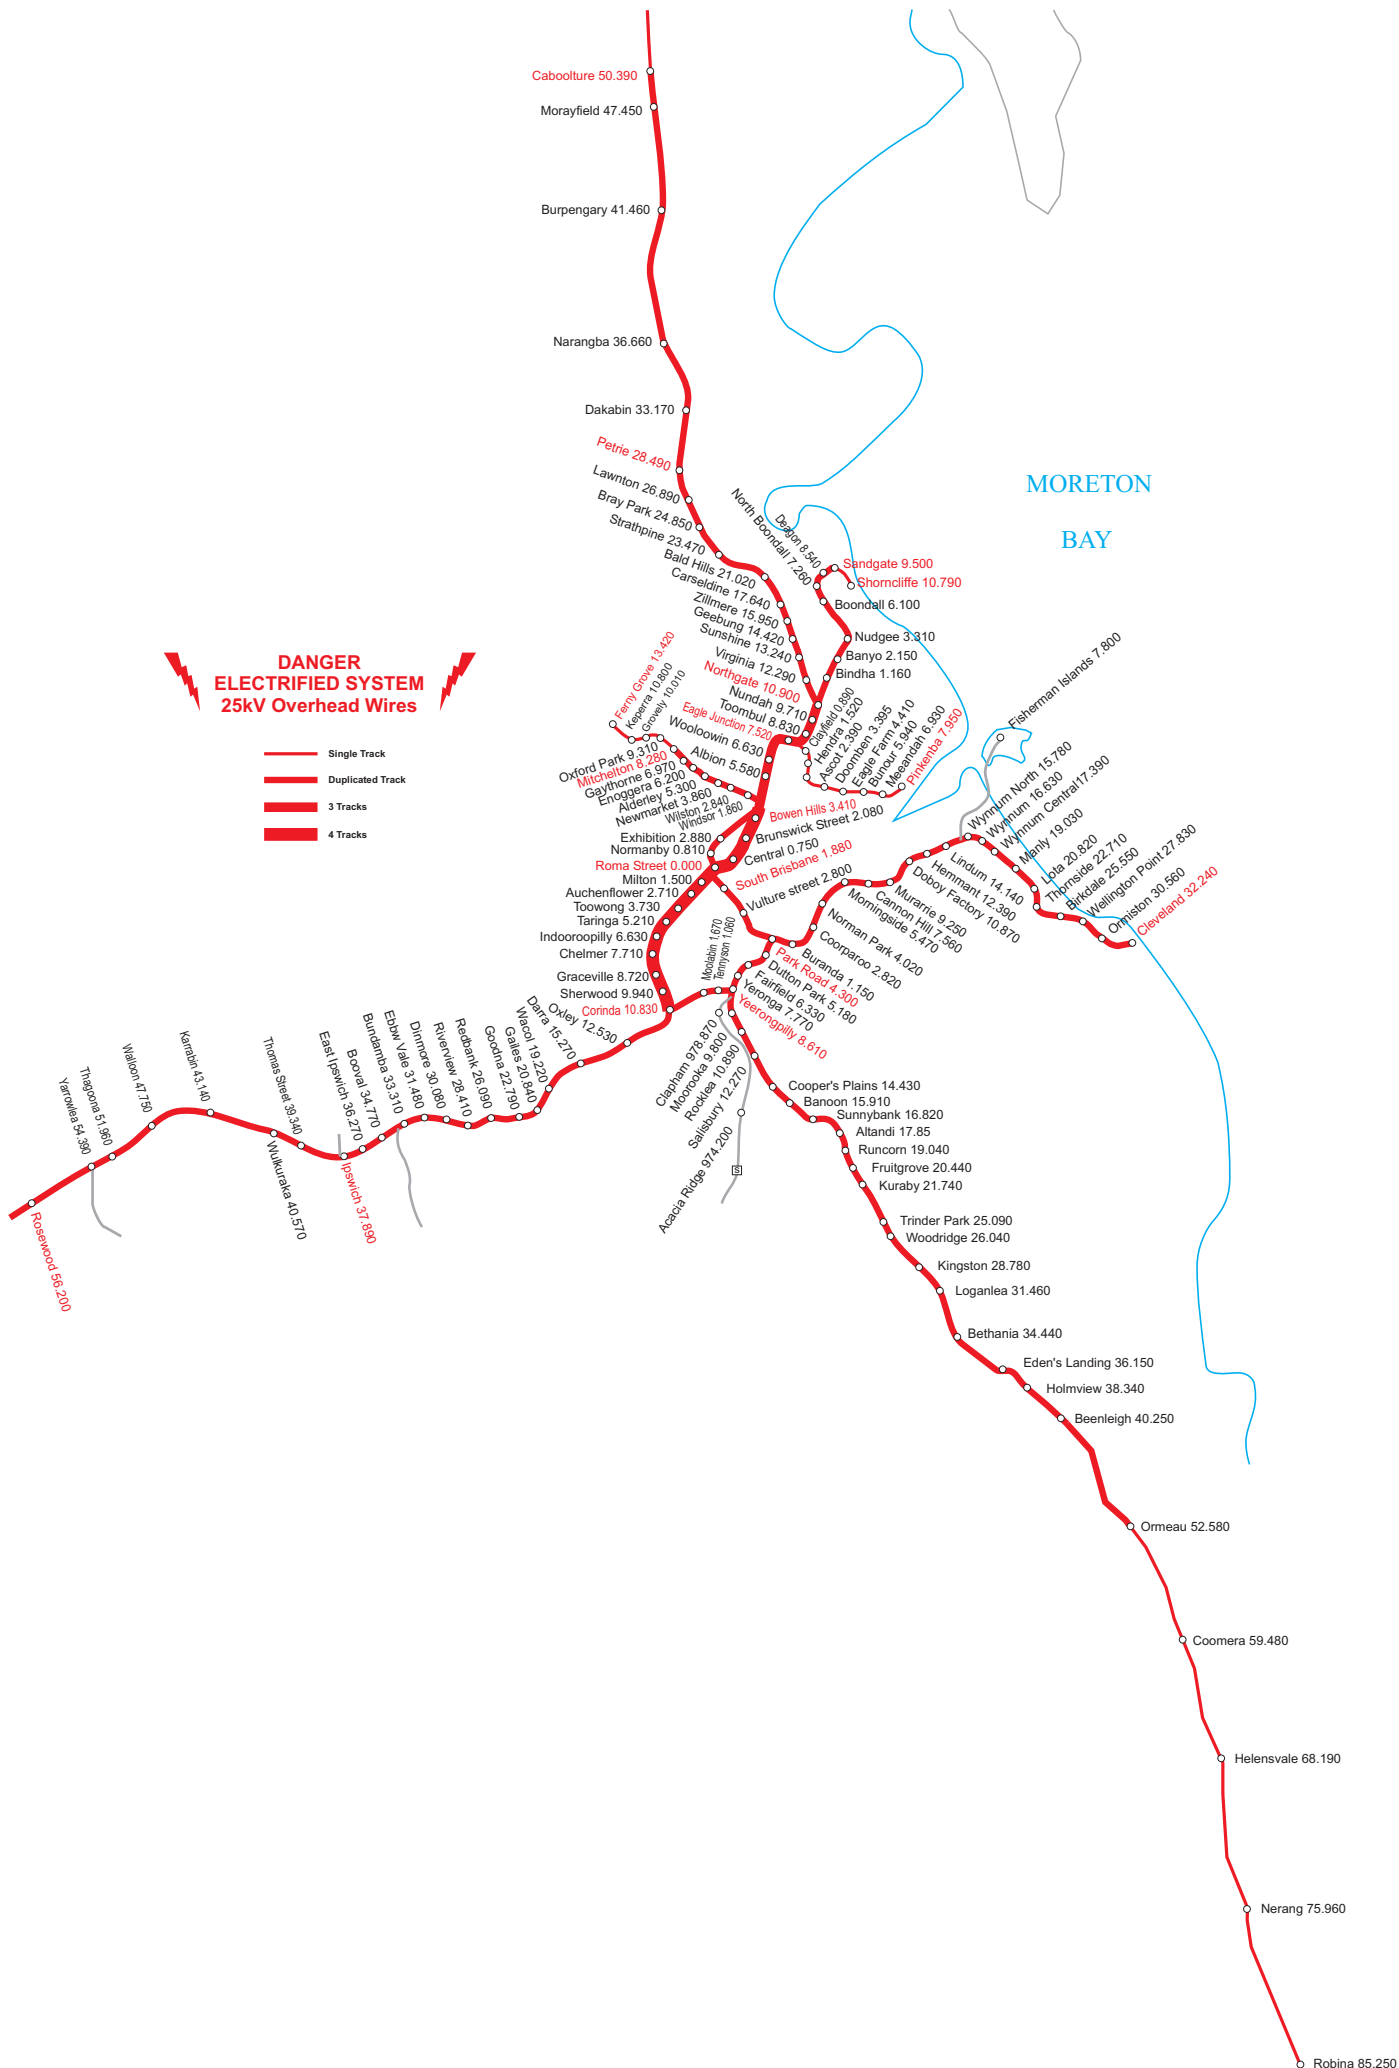 Caboolture 50.390
Morayfield 47.450
Burpengary 41.460
Narangba 36.660
Dakabin 33.170
Petrie 28.490
Lawnton 26.890
Bray Park 24.850
Strathpine 23.470
Bald Hills 21.020
Carseldine 17.640
Zillmere 15.950
Geebung 14.420
Sunshine 13.240
Virginia 12.290
Northgate 10.900
Nundah 9.710
Toombul 8.830
Eagle Junction 7.520
Wooloowin 6.630
Albion 5.580
MORETON
BAY
North Boondall 7.260
Deagon 8.540
Sandgate 9.500
Shorncliffe 10.790
Boondall 6.100
Nudgee 3.310
Banyo 2.150
Bindha 1.160
Clayfield 0.890
Hendra 1.520
Ascot 2.390
Doomben 3.395
Eagle Farm 4.410
Bunour 5.940
Meeandah 6.930
Pinkenba 7.950
DANGER
ELECTRIFIED SYSTEM
25kV Overhead Wires
Single Track
Duplicated Track
3 Tracks
4 Tracks
Ferny Grove 13.420
Keperra 10.800
Grovely 10.010
Oxford Park 9.310
Mitchelton 8.280
Gaythorne 6.970
Enoggera 6.200
Alderley 5.300
Newmarket 3.860
Wilston 2.840
Windsor 1.860
Bowen Hills 3.410
Brunswick Street 2.080
Exhibition 2.880
Normanby 0.810
Central 0.750
Roma Street 0.000
South Brisbane 1.880
Vulture street 2.800
Milton 1.500
Auchenflower 2.710
Toowong 3.730
Taringa 5.210
Indooroopilly 6.630
Chelmer 7.710
Graceville 8.720
Sherwood 9.940
Corinda 10.830
Moolabin 1.670
Tennyson 1.060
Fisherman Islands 7.800
Wynnum North 15.780
Wynnum 16.630
Wynnum Central17.390
Manly 19.030
Lota 20.820
Thornside 22.710
Birkdale 25.550
Wellington Point 27.830
Ormiston 30.560
Cleveland 32.240
Lindum 14.140
Hemmant 12.390
Doboy Factory 10.870
Murarrie 9.250
Cannon Hill 7.560
Morningside 5.470
Norman Park 4.020
Coorparoo 2.820
Buranda 1.150
Park Road 4.300
Dutton Park 5.180
Fairfield 6.330
Yeronga 7.770
Yeerongpilly 8.610
Oxley 12.530
Darra 15.270
Wacol 19.220
Gailes 20.840
Goodna 22.790
Redbank 26.090
Riverview 28.410
Dinmore 30.080
Ebbw Vale 31.480
Bundamba 33.310
Booval 34.770
East Ipswich 36.270
Ipswich 37.890
Thomas Street 39.340
Wulkuraka 40.570
Karrabin 43.140
Walloon 47.750
Thagoona 51.960
Yarrowlea 54.390
Rosewood 56.200
Clapham 978.870
Moorooka 9.800
Rocklea 10.890
Salisbury 12.270
Acacia Ridge 974.200
S
Cooper's Plains 14.430
Banoon 15.910
Sunnybank 16.820
Altandi 17.85
Runcorn 19.040
Fruitgrove 20.440
Kuraby 21.740
Trinder Park 25.090
Woodridge 26.040
Kingston 28.780
Loganlea 31.460
Bethania 34.440
Eden's Landing 36.150
Holmview 38.340
Beenleigh 40.250
Ormeau 52.580
Coomera 59.480
Helensvale 68.190
Nerang 75.960
Robina 85.250